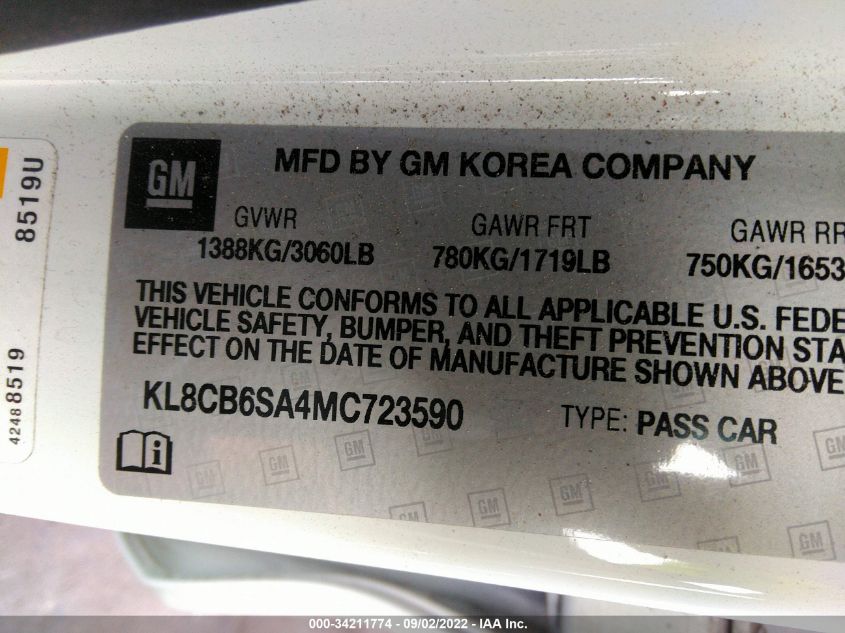 GM
MFD BY GM KOREA COMPANY
GVWR GAWR FRT GAWR RR
1388KG/3060LB 780KG/1719LB 750KG/1653
THIS VEHICLE CONFORMS TO ALL APPLICABLE U.S. FEDE
VEHICLE SAFETY, BUMPER, AND THEFT PREVENTION STA
EFFECT ON THE DATE OF MANUFACTURE SHOWN ABOVE
KL8CB6SA4MC723590 TYPE: PASS CAR
42488519 8519U
000-34211774 - 09/02/2022 - IAA Inc.